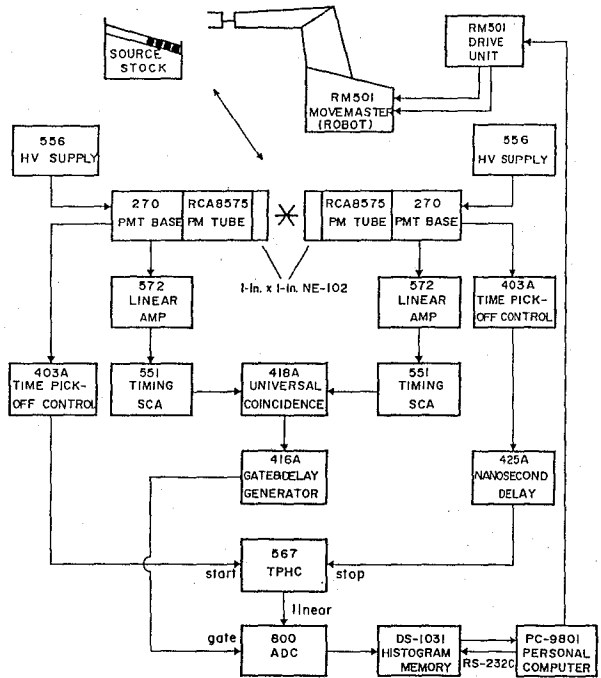 SOURCE
STOCK
RM501
MOVEMASTER
(ROBOT)
RM501
DRIVE
UNIT
556
HV SUPPLY
556
HV SUPPLY
270
PMT BASE
RCA8575
PM TUBE
RCA8575
PM TUBE
270
PMT BASE
1-in. x 1-in. NE-102
572
LINEAR
AMP
572
LINEAR
AMP
403A
TIME PICK-
OFF CONTROL
403A
TIME PICK-
OFF CONTROL
551
TIMING
SCA
418A
UNIVERSAL
COINCIDENCE
551
TIMING
SCA
416A
GATE&DELAY
GENERATOR
425A
NANOSECOND
DELAY
start
567
TPHC
stop
linear
gate
800
ADC
DS-1031
HISTOGRAM
MEMORY
RS-232C
PC-9801
PERSONAL
COMPUTER